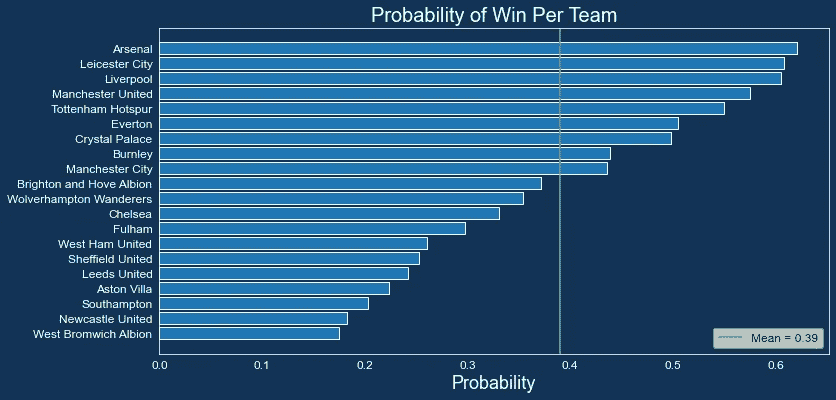 Probability of Win Per Team
Arsenal
Leicester City
Liverpool
Manchester United
Tottenham Hotspur
Everton
Crystal Palace
Burnley
Manchester City
Brighton and Hove Albion
Wolverhampton Wanderers
Chelsea
Fulham
West Ham United
Sheffield United
Leeds United
Aston Villa
Southampton
Newcastle United
West Bromwich Albion
Mean = 0.39
0.0 0.1 0.2 0.3 0.4 0.5 0.6
Probability